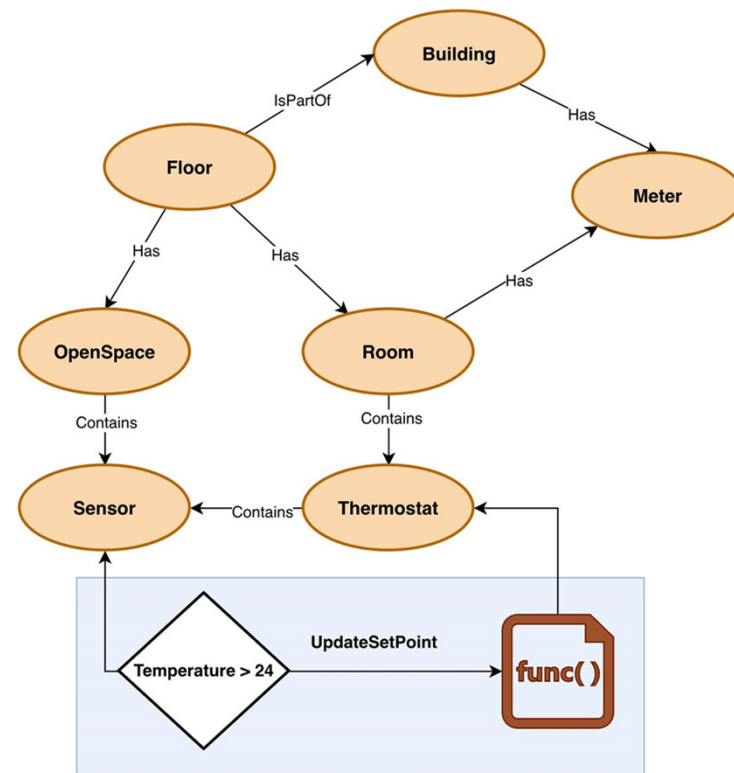 Building
IsPartOf
Has
Floor
Meter
Has
Has
Has
OpenSpace
Room
Contains
Contains
Sensor
Contains
Thermostat
UpdateSetPoint
Temperature > 24
func()